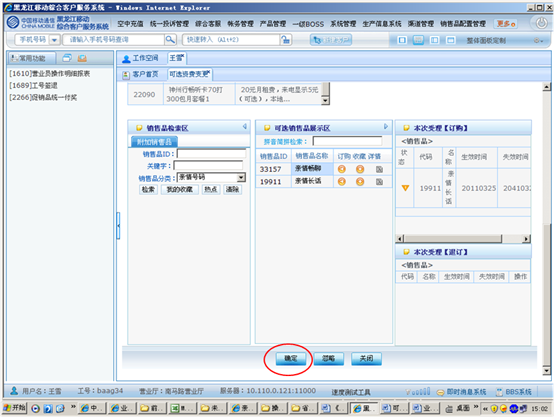 黑龙江移动综合客户服务系统 - Windows Internet Explorer
中国移动通信 CHINA MOBILE 黑龙江移动 综合客户服务系统
空中充值 统一投诉管理 综合客服 帐务管理 产品管理 一级BOSS 系统管理 生产信息系统 渠道管理 销售品配置管理 更多
手机号码 请输入手机号码查询 快速转入 (Alt+2) 整体面板定制
常用功能
[1610]营业员操作明细报表
[1689]工号签退
[2266]促销品统一付奖
工作空间 王雪
客户首页 可选资费变更
22090 神州行畅听卡70打300包月套餐1 20元月租费，来电显5元（可选），本地...
销售品检索区
附加销售品
销售品ID：
关键字：
销售品分类： 亲情号码
检索 我的收藏 热点 清除
可选销售品展示区
拼音简拼检索：
销售品ID 销售品名称 订购 收藏 详情
33157 亲情畅聊
19911 亲情长话
本次受理【订购】
<销售品>
状态 代码 名称 生效时间 失效时间
19911 亲情长话 20110325 204103
本次受理【退订】
<销售品>
代码 名称 生效时间 失效时间 操作
确定 忽略 关闭
用户名：王雪 工号：baag34 营业厅：南马路营业厅 服务器：10.110.0.121:11000 速度测试工具 即时消息系统 BBS系统
开始 桌面 15:02